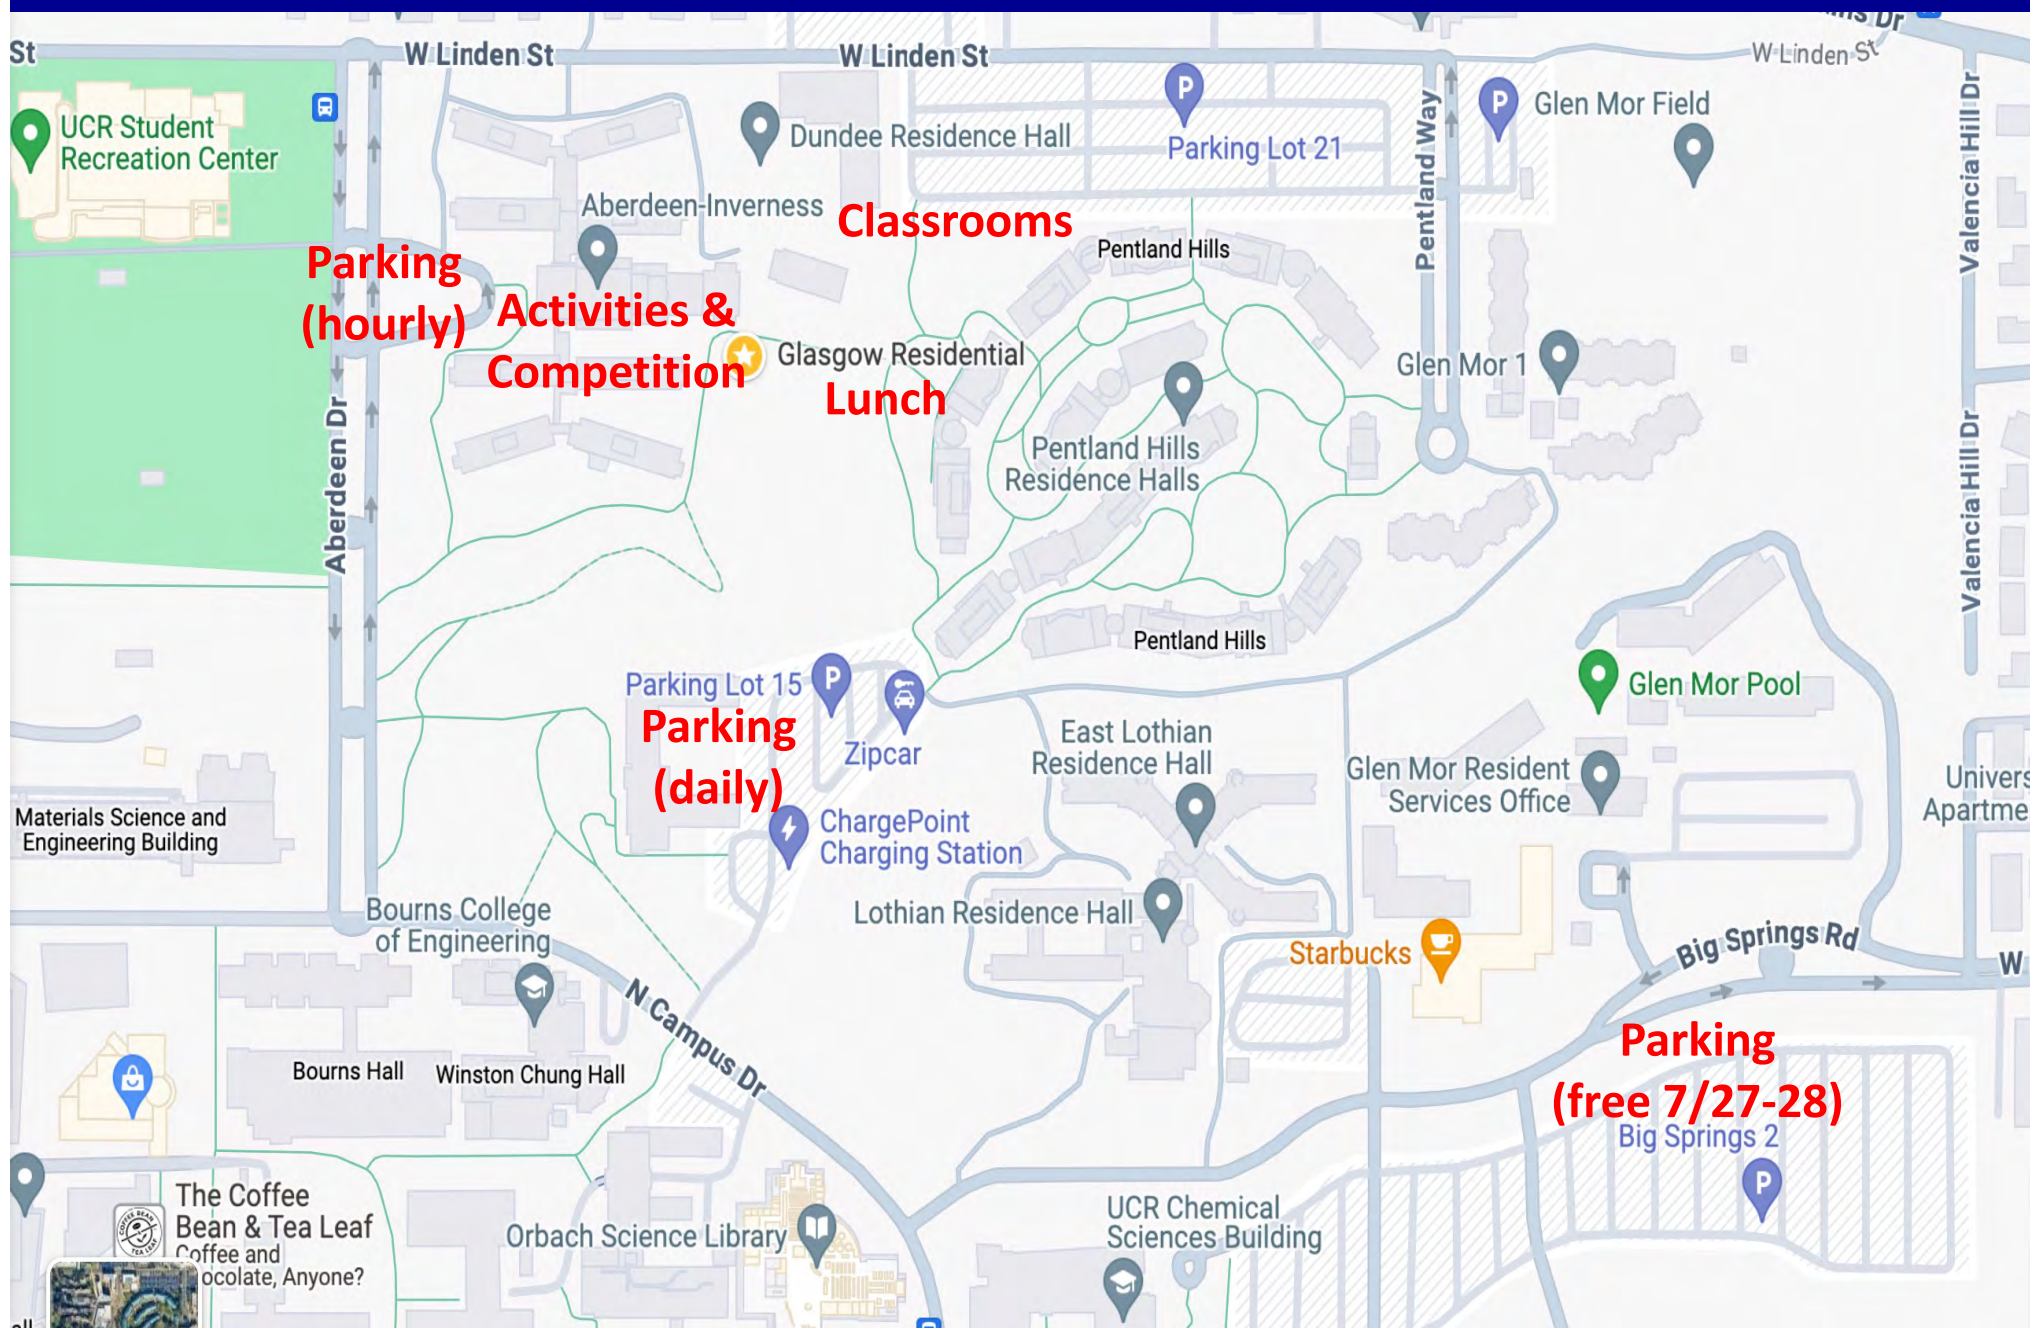 St
W Linden St
W Linden St
W Linden St
UCR Student
Recreation Center
Dundee Residence Hall
Parking Lot 21
Glen Mor Field
Pentland Way
Valencia Hill Dr
Aberdeen-Inverness
Classrooms
Pentland Hills
Parking
(hourly)
Activities &
Competition
Glasgow Residential
Lunch
Glen Mor 1
Aberdeen Dr
Pentland Hills
Residence Halls
Valencia Hill Dr
Pentland Hills
Parking Lot 15
Parking
(daily)
Zipcar
Glen Mor Pool
East Lothian
Residence Hall
Glen Mor Resident
Services Office
Univers
Apartme
Materials Science and
Engineering Building
ChargePoint
Charging Station
Bourns College
of Engineering
Lothian Residence Hall
Starbucks
Big Springs Rd
W
N Campus Dr
Parking
(free 7/27-28)
Big Springs 2
Bourns Hall
Winston Chung Hall
The Coffee
Bean & Tea Leaf
Coffee and
ocolate, Anyone?
Orbach Science Library
UCR Chemical
Sciences Building